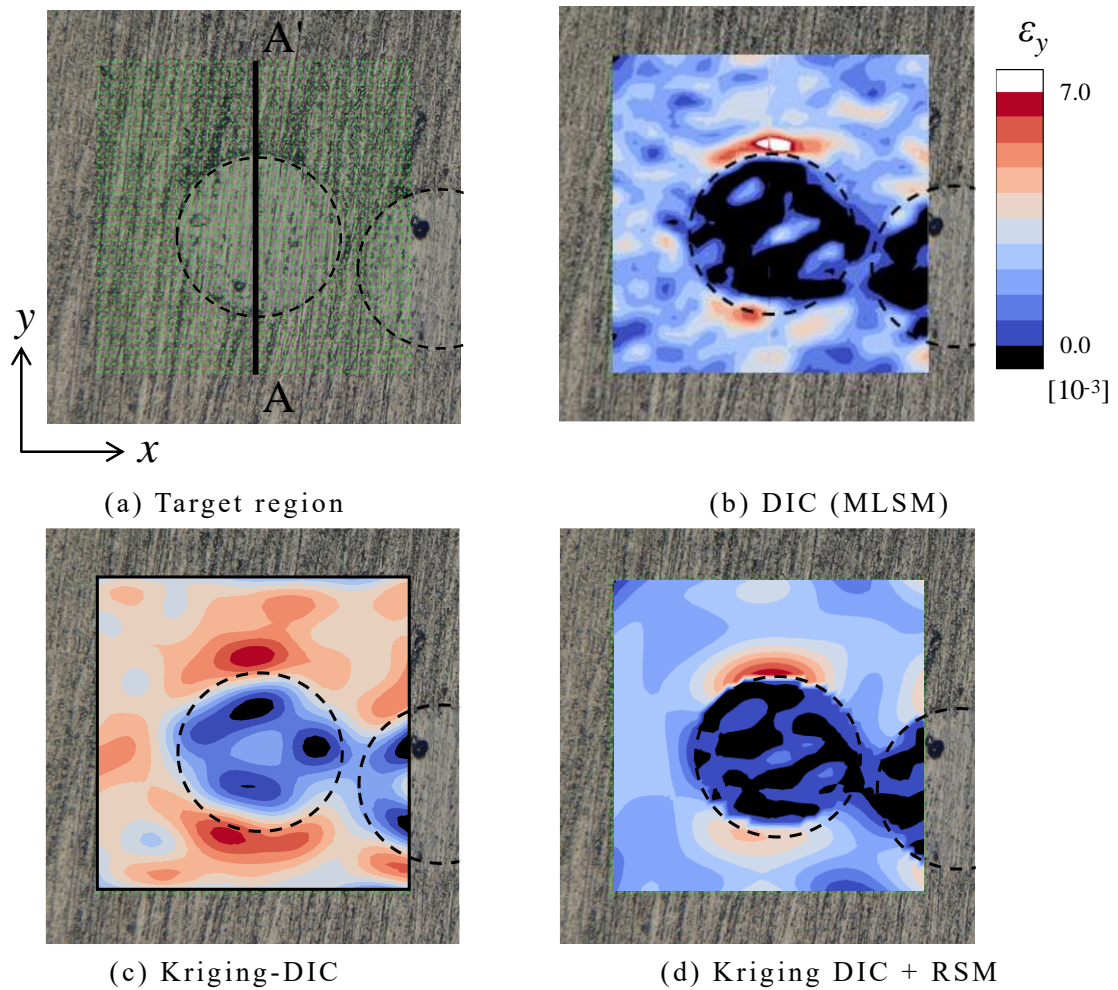 A'
y
A
x
(a) Target region
ε_y
7.0
0.0
[10⁻³]
(b) DIC (MLSM)
(c) Kriging-DIC
(d) Kriging DIC + RSM